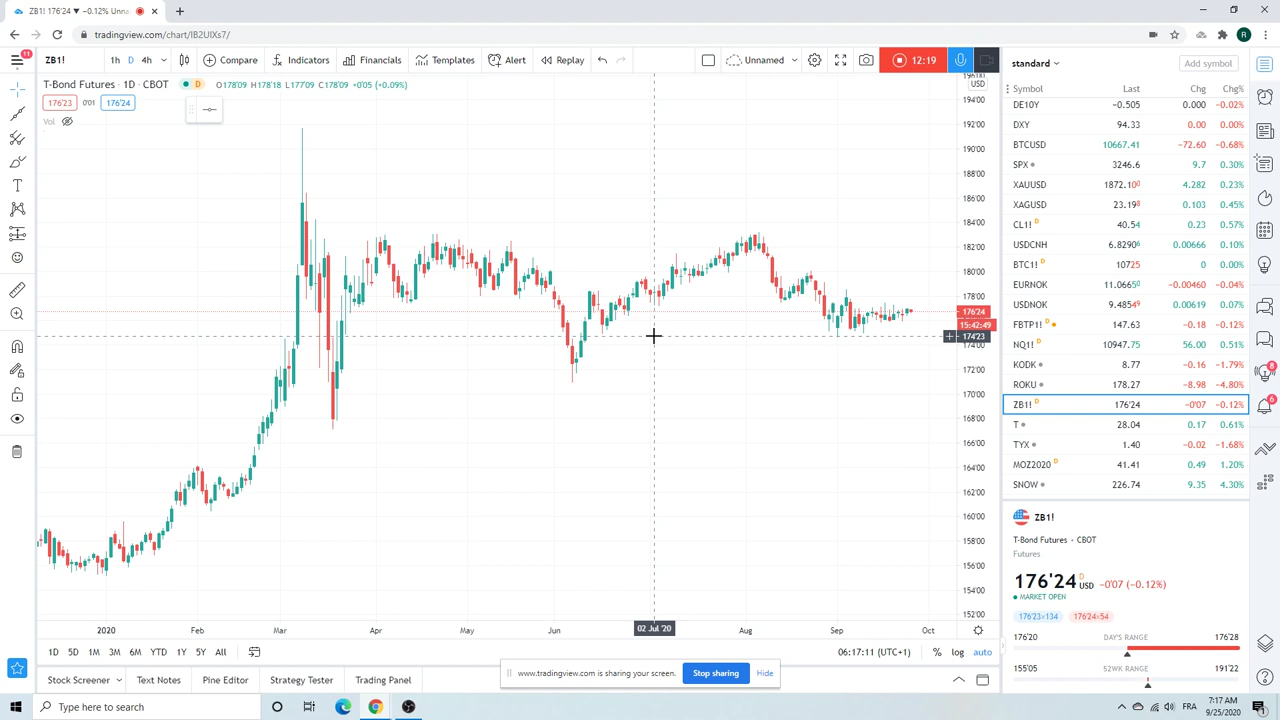 ZB1! 176'24 ▼ −0.12% Unna
tradingview.com/chart/IB2UIXs7/
R
11
ZB1!
1h D 4h
Compare
Indicators
Financials
Templates
Alert
Replay
Unnamed
12:19
T-Bond Futures · 1D · CBOT D O178'09 H178'09 L177'09 C178'09 +0'05 (+0.09%)
176'23 0'01 176'24
Vol
USD
196'00
194'00
192'00
190'00
188'00
186'00
184'00
182'00
180'00
178'00
176'24
15:42:49
174'23
174'00
172'00
170'00
168'00
166'00
164'00
162'00
160'00
158'00
156'00
154'00
152'00
2020 Feb Mar Apr May Jun 02 Jul '20 Aug Sep Oct
1D 5D 1M 3M 6M YTD 1Y 5Y All
06:17:11 (UTC+1) % log auto
k Screener Text Notes Pine Editor Strategy Tester Trading Panel
www.tradingview.com is sharing your screen. Stop sharing Hide
standard
Add symbol
Symbol Last Chg Chg%
DE10Y −0.505 0.000 −0.02%
DXY 94.33 0.00 0.00%
BTCUSD 10667.41 −72.60 −0.68%
SPX 3246.6 9.7 0.30%
XAUUSD 1872.100 4.282 0.23%
XAGUSD 23.198 0.103 0.45%
CL1! D 40.54 0.23 0.57%
USDCNH 6.82906 0.00666 0.10%
BTC1! D 10725 0 0.00%
EURNOK 11.06650 −0.00460 −0.04%
USDNOK 9.48549 0.00619 0.07%
FBTP1! D 147.63 −0.18 −0.12%
NQ1! D 10947.75 56.00 0.51%
KODK 8.77 −0.16 −1.79%
ROKU 178.27 −8.98 −4.80%
ZB1! D 176'24 −0'07 −0.12%
T 28.04 0.17 0.61%
TYX 1.40 −0.02 −1.68%
MOZ2020 D 41.41 0.49 1.20%
SNOW 226.74 9.35 4.30%
ZB1!
T-Bond Futures · CBOT
Futures
176'24 D USD −0'07 (−0.12%)
MARKET OPEN
176'23×134 176'24×54
176'20 DAY'S RANGE 176'28
155'05 52WK RANGE 191'22
8
6
Type here to search
FRA
7:17 AM
9/25/2020
1